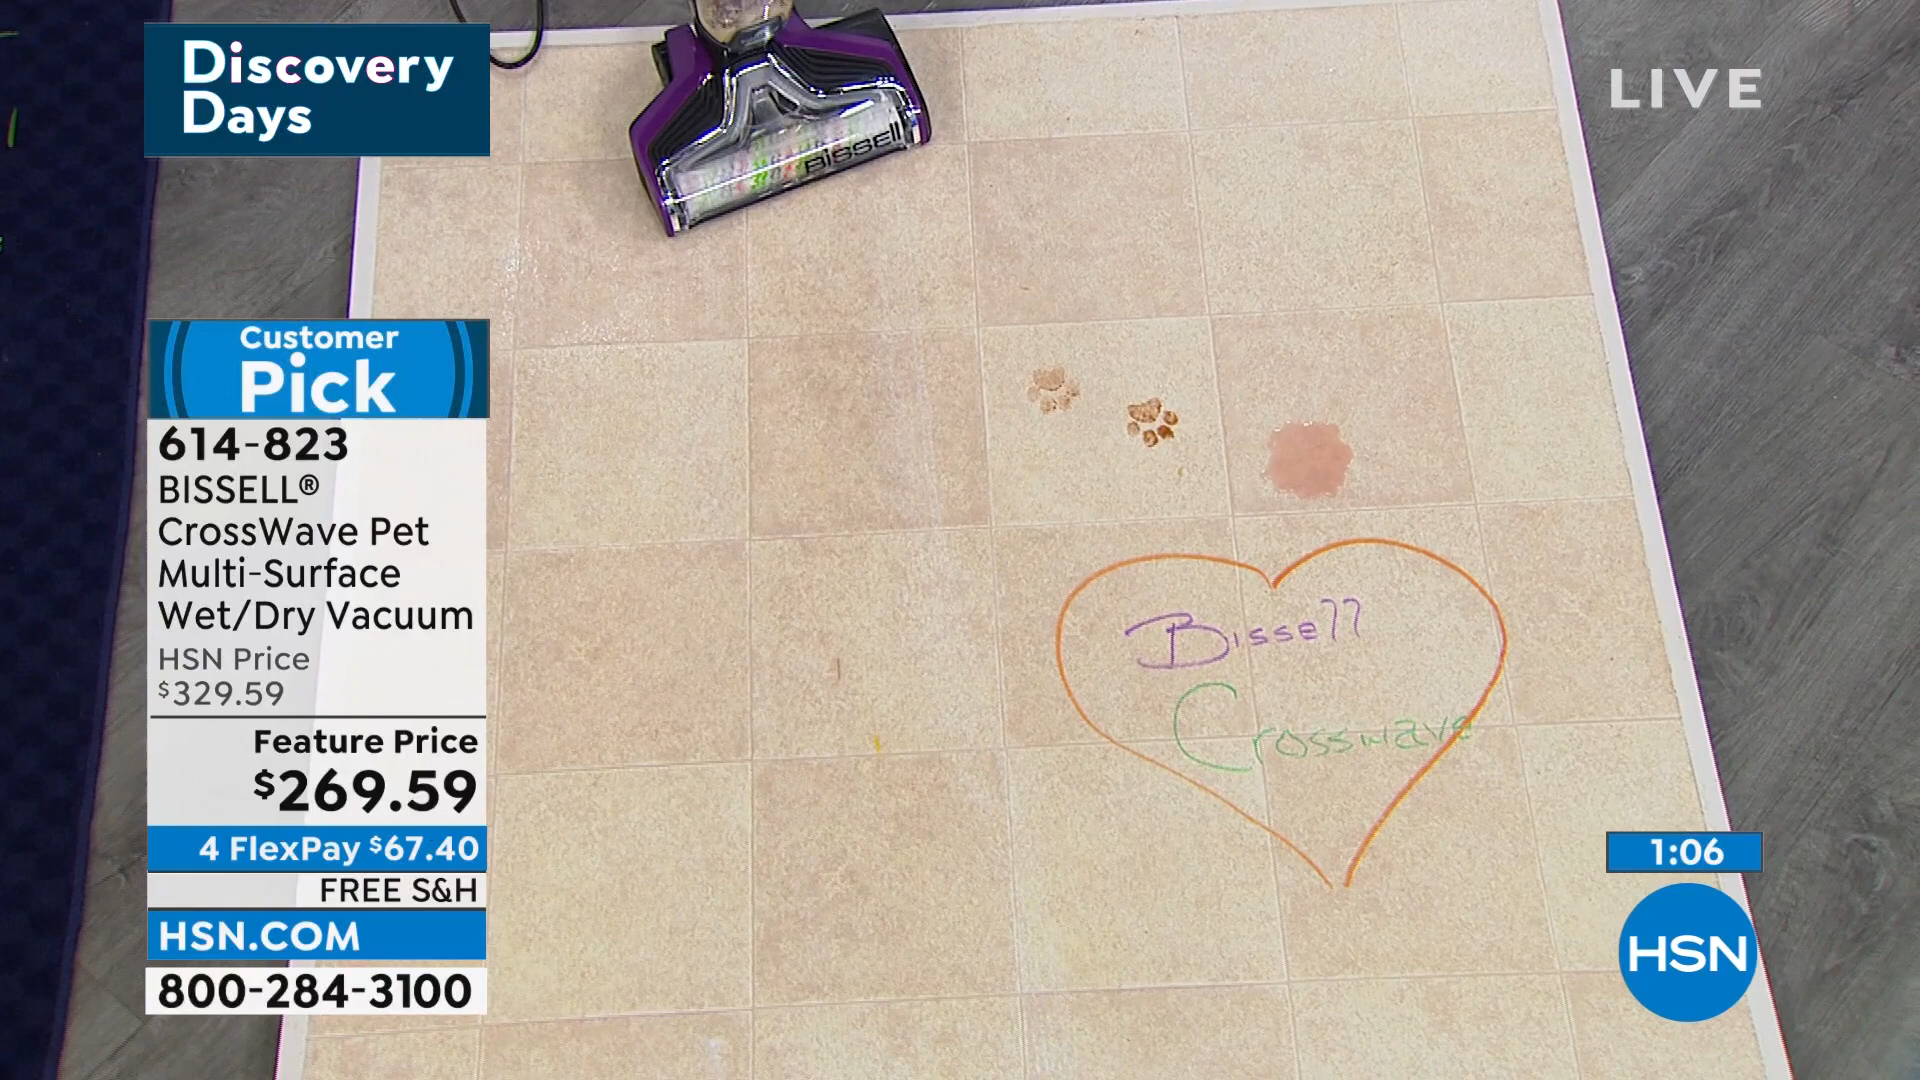 Discovery
Days
LIVE
BISSELL
Customer
Pick
614-823
BISSELL®
CrossWave Pet
Multi-Surface
Wet/Dry Vacuum
HSN Price
$329.59
Feature Price
$269.59
4 FlexPay $67.40
FREE S&H
HSN.COM
800-284-3100
Bissell
Crosswave
1:06
HSN